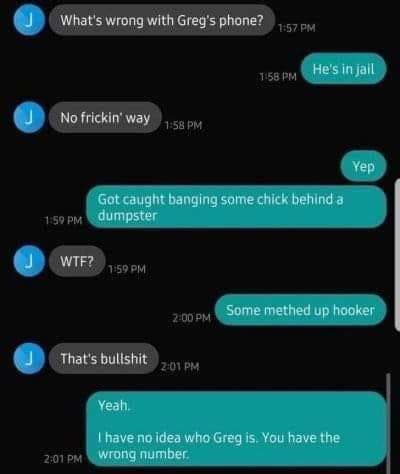 J
What's wrong with Greg's phone?
1:57 PM
He's in jail
1:58 PM
J
No frickin' way
1:58 PM
Yep
Got caught banging some chick behind a
dumpster
1:59 PM
J
WTF?
1:59 PM
Some methed up hooker
2:00 PM
J
That's bullshit
2:01 PM
Yeah.
I have no idea who Greg is. You have the
wrong number.
2:01 PM